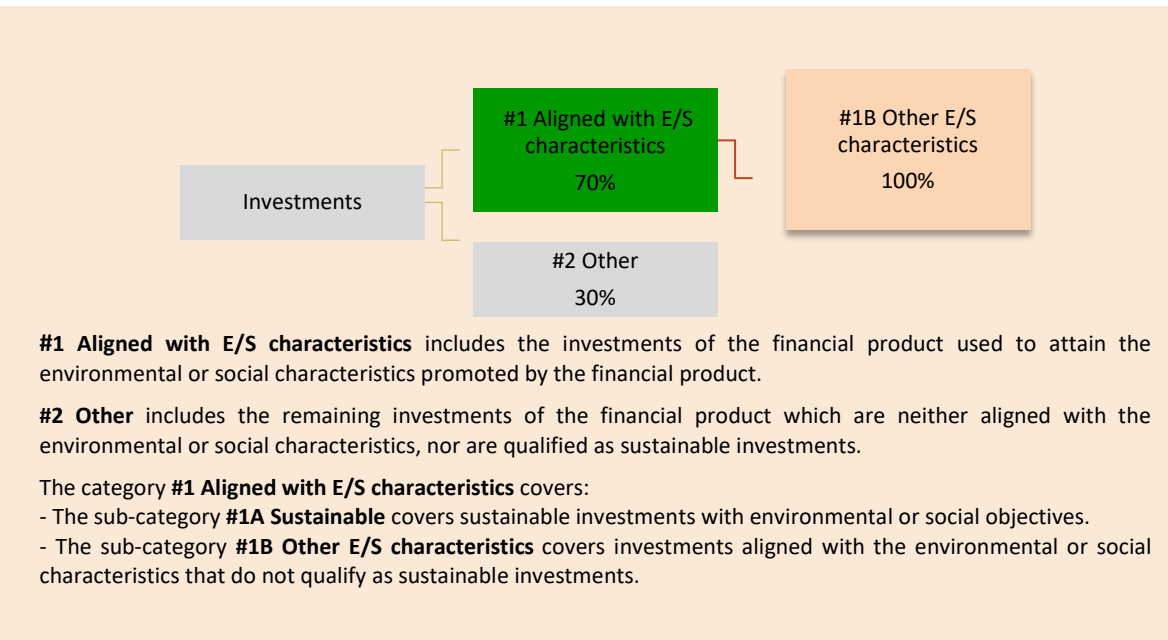 #1 Aligned with E/S
characteristics
70%
#1B Other E/S
characteristics
100%
Investments
#2 Other
30%
#1 Aligned with E/S characteristics includes the investments of the financial product used to attain the
environmental or social characteristics promoted by the financial product.
#2 Other includes the remaining investments of the financial product which are neither aligned with the
environmental or social characteristics, nor are qualified as sustainable investments.
The category #1 Aligned with E/S characteristics covers:
- The sub-category #1A Sustainable covers sustainable investments with environmental or social objectives.
- The sub-category #1B Other E/S characteristics covers investments aligned with the environmental or social
characteristics that do not qualify as sustainable investments.